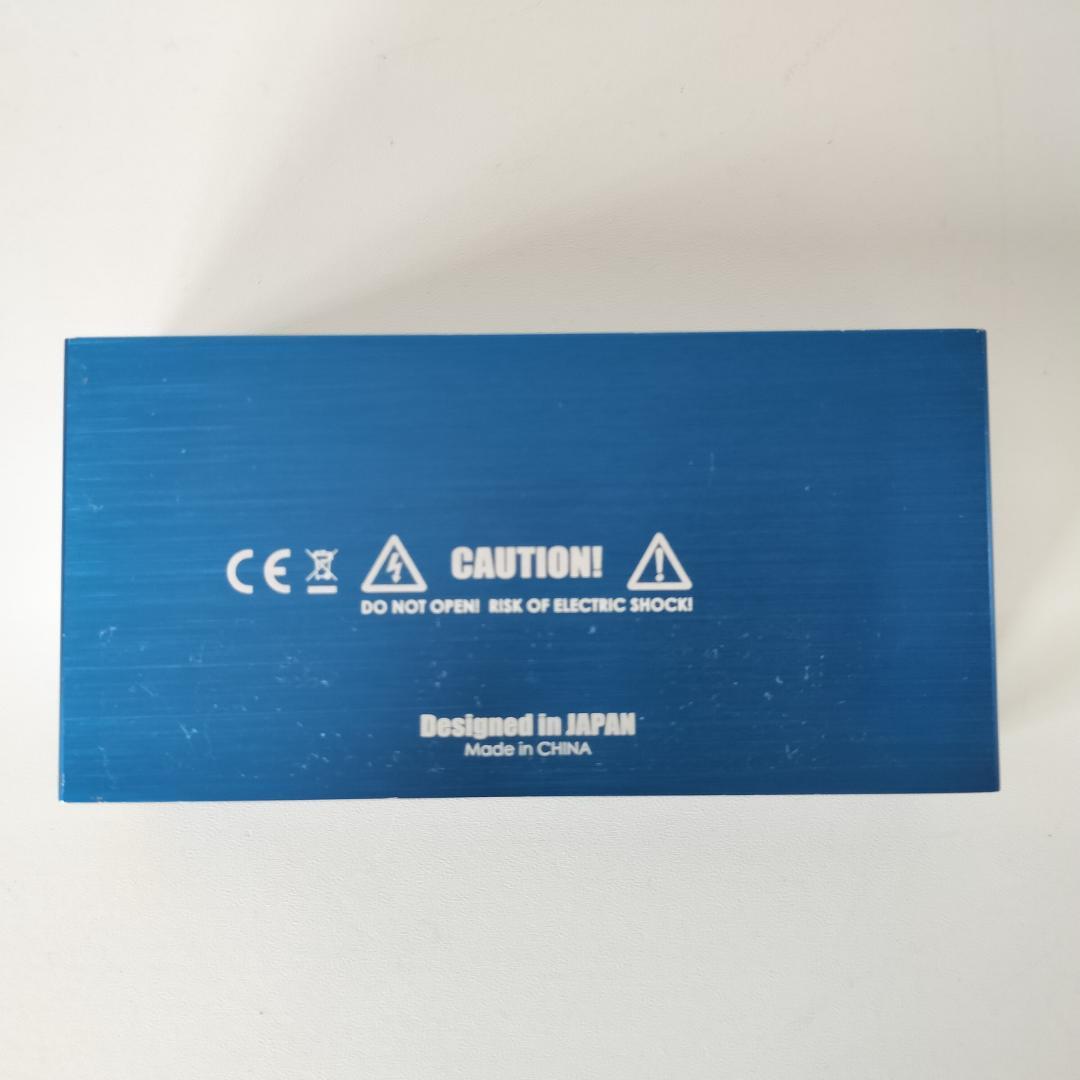 CE
CAUTION!
DO NOT OPEN! RISK OF ELECTRIC SHOCK!
Designed in JAPAN
Made in CHINA